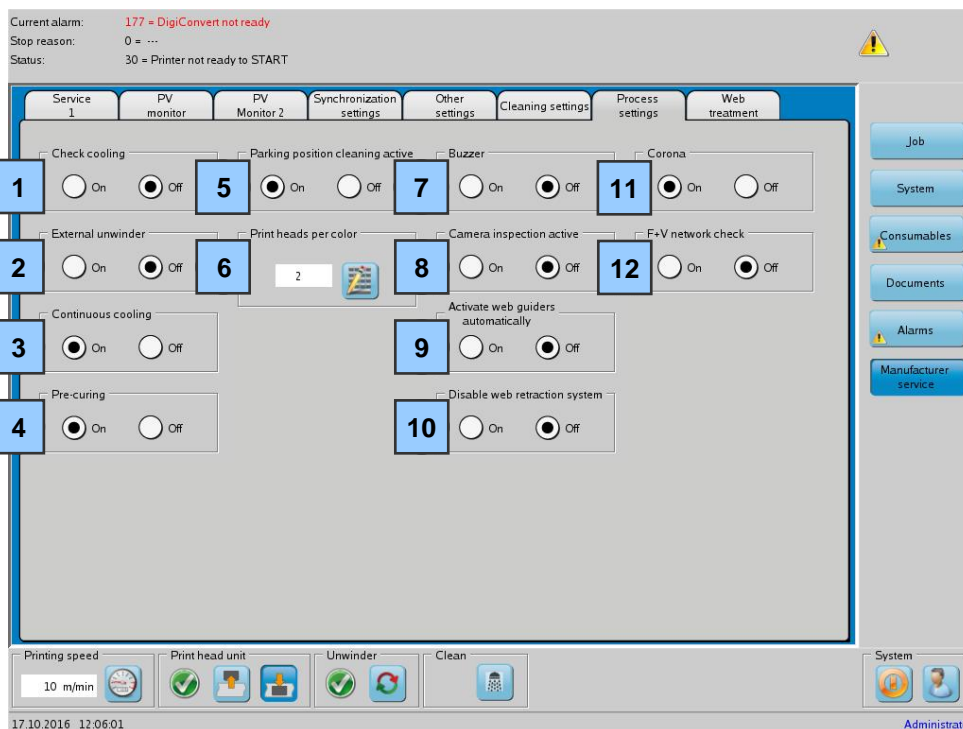 Current alarm: 177 = DigiConvert not ready
Stop reason: 0 = ---
Status: 30 = Printer not ready to START
Service 1
PV monitor
PV Monitor 2
Synchronization settings
Other settings
Cleaning settings
Process settings
Web treatment
Check cooling
1 On Off
Parking position cleaning active
5 On Off
Buzzer
7 On Off
Corona
11 On Off
External unwinder
2 On Off
Print heads per color
6 2
Camera inspection active
8 On Off
F+V network check
12 On Off
Continuous cooling
3 On Off
Activate web guiders
automatically
9 On Off
Pre-curing
4 On Off
Disable web retraction system
10 On Off
Job
System
Consumables
Documents
Alarms
Manufacturer
service
Printing speed
10 m/min
Print head unit
Unwinder
Clean
System
17.10.2016 12:06:01
Administrat